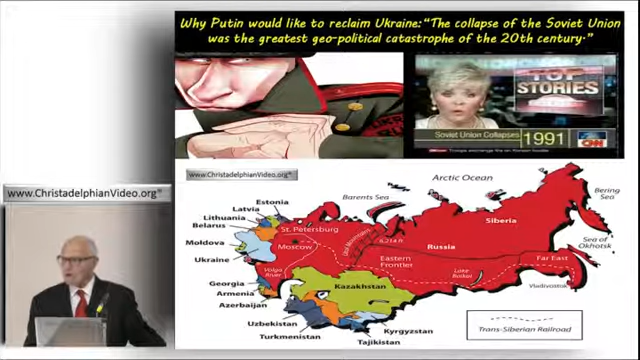 Why Putin would like to reclaim Ukraine:“The collapse of the Soviet Union
was the greatest geo-political catastrophe of the 20th century.”
TOP
STORIES
Soviet Union Collapses
1991
CNN
www.ChristadelphianVideo.org®
www.ChristadelphianVideo.org®
Arctic Ocean
Barents Sea
Bering
Sea
Estonia
Latvia
Lithuania
Belarus
Moldova
Ukraine
Georgia
Armenia
Azerbaijan
Uzbekistan
Turkmenistan
St. Petersburg
Moscow
Volga
River
Siberia
Russia
Eastern
Frontier
Lake
Kazakhstan
Far East
Vladivostok
Sea of
Okhotsk
Kyrgyzstan
Tajikistan
Trans-Siberian Railroad